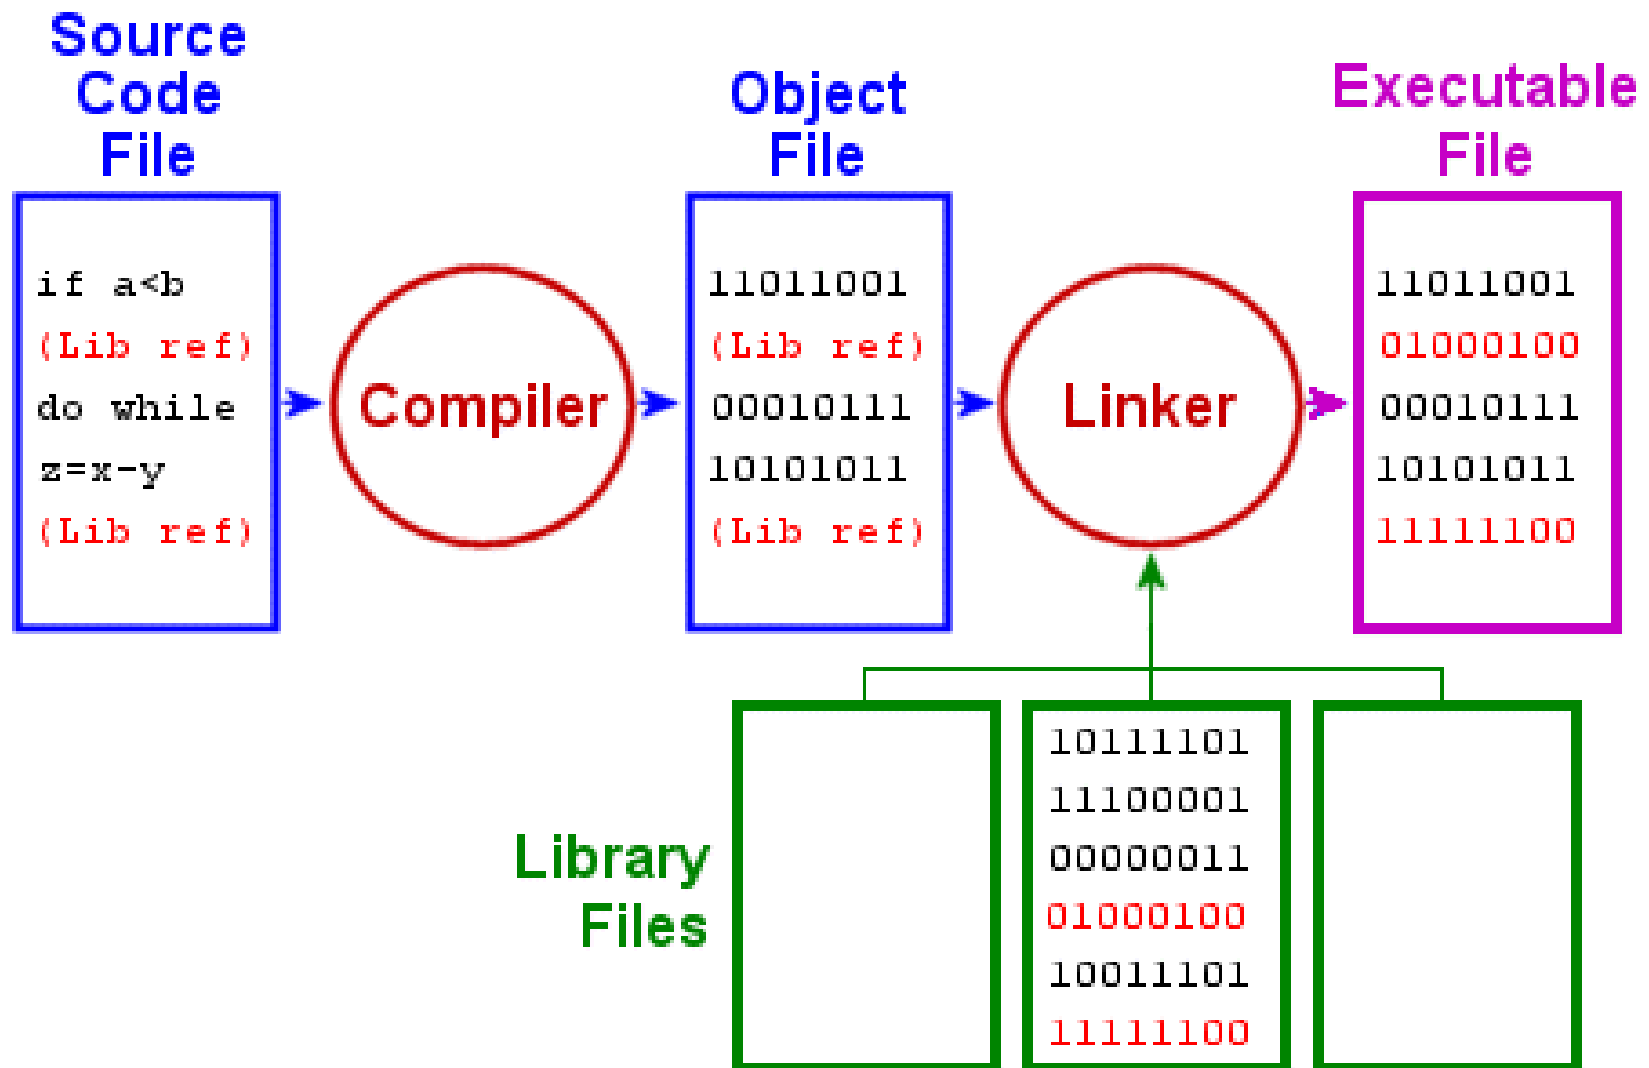 Source
Code
File
if a<b
(Lib ref)
do while
z=x-y
(Lib ref)
Compiler
Object
File
11011001
(Lib ref)
00010111
10101011
(Lib ref)
Linker
Executable
File
11011001
01000100
00010111
10101011
11111100
Library
Files
10111101
11100001
00000011
01000100
10011101
11111100